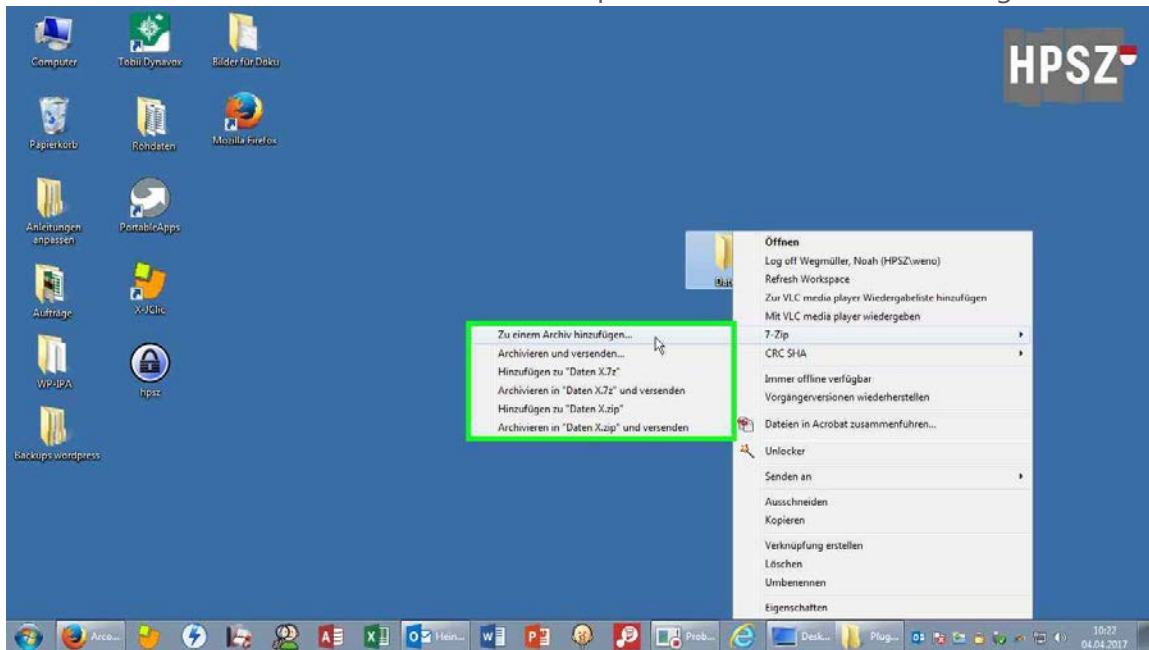 HPSZ
Computer
Tobii Dynavox
Bilder für Doku
Papierkorb
Rohdaten
Mozilla Firefox
Anleitungen
anpassen
PortableApps
Aufträge
X-JClic
WP-IPA
hpsz
Backups wordpress
Öffnen
Log off Wegmüller, Noah (HPSZ\weno)
Refresh Workspace
Zur VLC media player Wiedergabeliste hinzufügen
Mit VLC media player wiedergeben
7-Zip
CRC SHA
Immer offline verfügbar
Vorgängerversionen wiederherstellen
Dateien in Acrobat zusammenführen...
Unlocker
Senden an
Ausschneiden
Kopieren
Verknüpfung erstellen
Löschen
Umbenennen
Eigenschaften
Zu einem Archiv hinzufügen...
Archivieren und versenden...
Hinzufügen zu "Daten X.7z"
Archivieren in "Daten X.7z" und versenden
Hinzufügen zu "Daten X.zip"
Archivieren in "Daten X.zip" und versenden
Arco...
Hein...
Prob...
Desk...
Plug...
10:22
04.04.2017